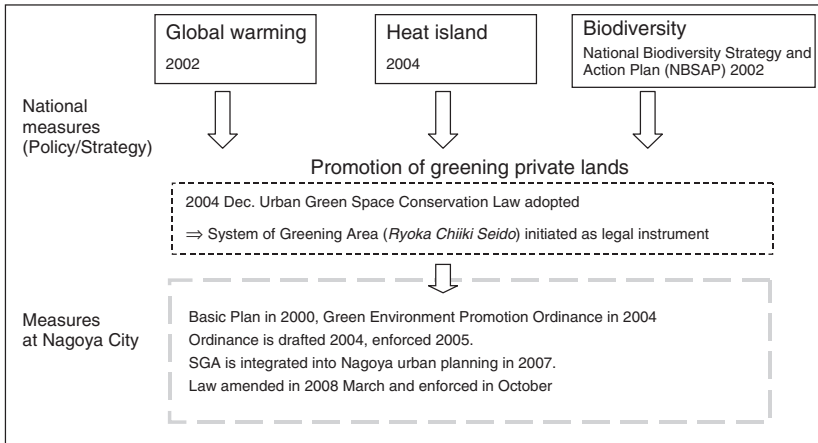 Global warming
2002
Heat island
2004
Biodiversity
National Biodiversity Strategy and
Action Plan (NBSAP) 2002
National
measures
(Policy/Strategy)
Promotion of greening private lands
2004 Dec. Urban Green Space Conservation Law adopted
⇒ System of Greening Area (Ryoka Chiiki Seido) initiated as legal instrument
Measures
at Nagoya City
Basic Plan in 2000, Green Environment Promotion Ordinance in 2004
Ordinance is drafted 2004, enforced 2005.
SGA is integrated into Nagoya urban planning in 2007.
Law amended in 2008 March and enforced in October